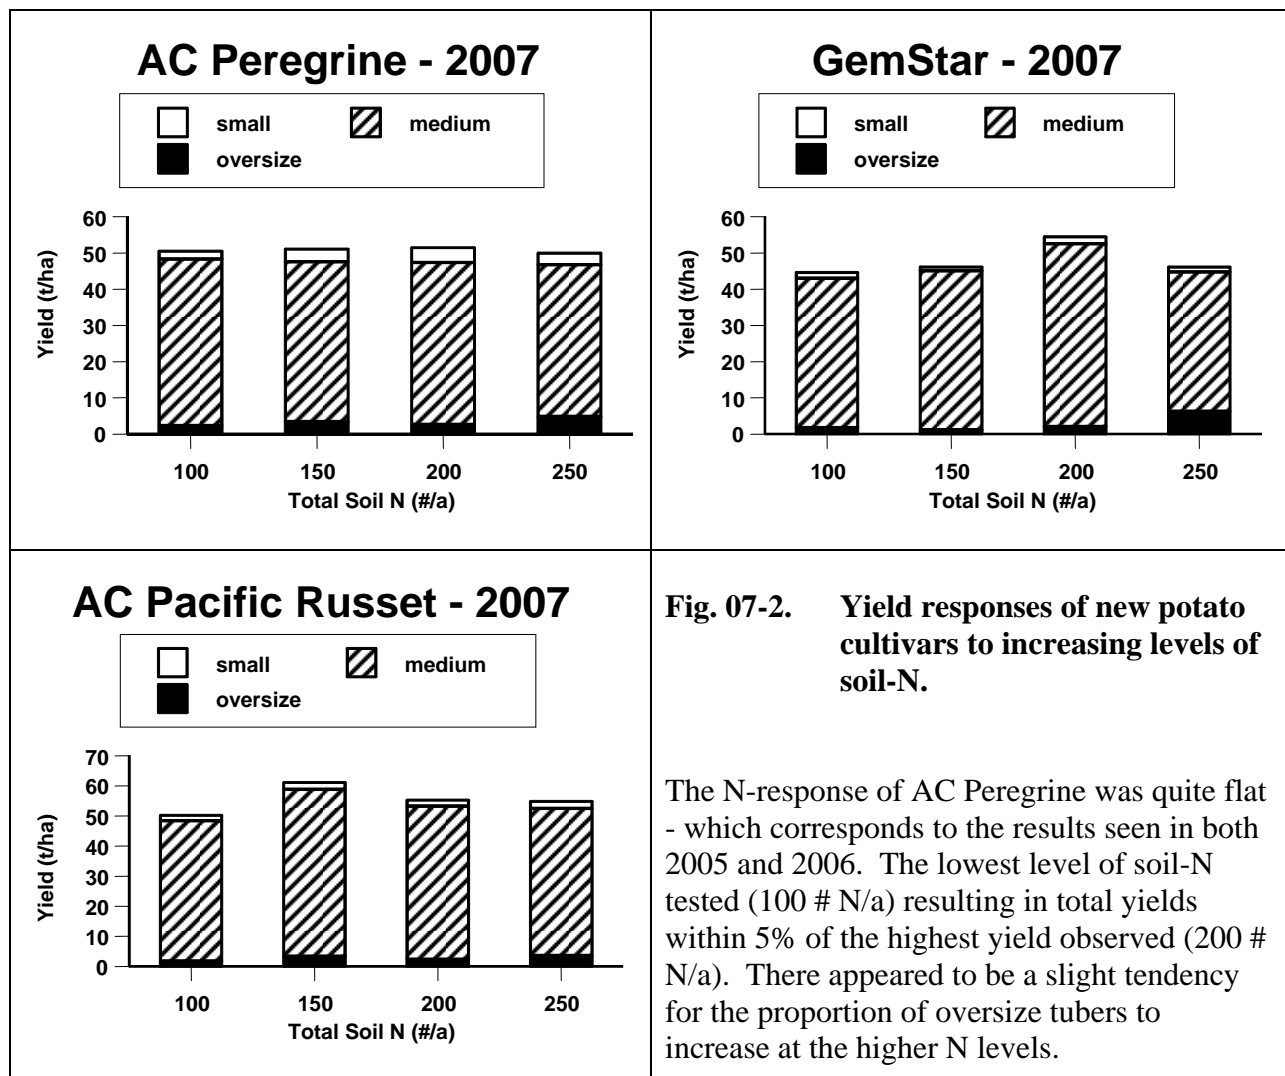 AC Peregrine - 2007
small medium
oversize
60
50
40
30
20
10
0
Yield (t/ha)
100 150 200 250
Total Soil N (#/a)
GemStar - 2007
small medium
oversize
60
50
40
30
20
10
0
Yield (t/ha)
100 150 200 250
Total Soil N (#/a)
AC Pacific Russet - 2007
small medium
oversize
70
60
50
40
30
20
10
0
Yield (t/ha)
100 150 200 250
Total Soil N (#/a)
Fig. 07-2. Yield responses of new potato
cultivars to increasing levels of
soil-N.
The N-response of AC Peregrine was quite flat
- which corresponds to the results seen in both
2005 and 2006. The lowest level of soil-N
tested (100 # N/a) resulting in total yields
within 5% of the highest yield observed (200 #
N/a). There appeared to be a slight tendency
for the proportion of oversize tubers to
increase at the higher N levels.